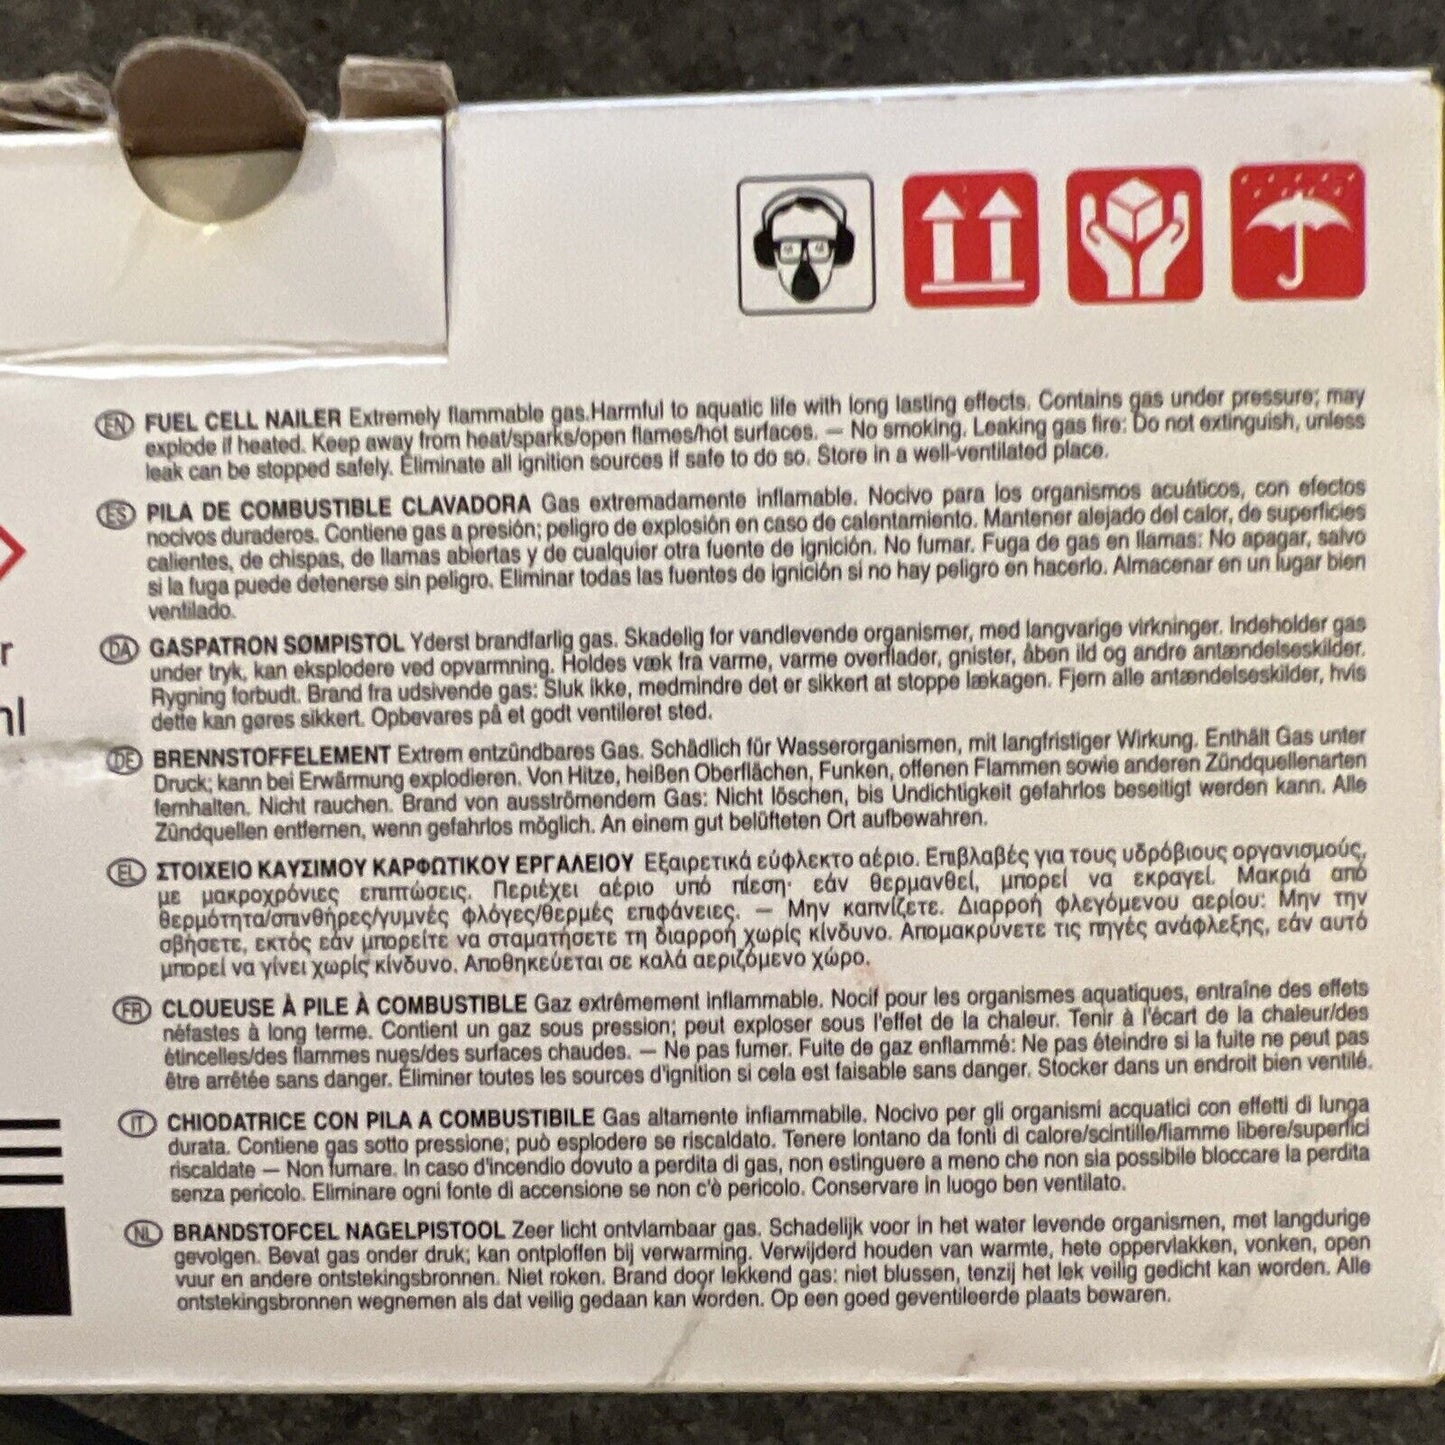 EN FUEL CELL NAILER Extremely flammable gas.Harmful to aquatic life with long lasting effects. Contains gas under pressure; may
explode if heated. Keep away from heat/sparks/open flames/hot surfaces. – No smoking. Leaking gas fire: Do not extinguish, unless
leak can be stopped safely. Eliminate all ignition sources if safe to do so. Store in a well-ventilated place.
ES PILA DE COMBUSTIBLE CLAVADORA Gas extremadamente inflamable. Nocivo para los organismos acuáticos, con efectos
nocivos duraderos. Contiene gas a presión; peligro de explosión en caso de calentamiento. Mantener alejado del calor, de superficies
calientes, de chispas, de llamas abiertas y de cualquier otra fuente de ignición. No fumar. Fuga de gas en llamas: No apagar, salvo
si la fuga puede detenerse sin peligro. Eliminar todas las fuentes de ignición si no hay peligro en hacerlo. Almacenar en un lugar bien
ventilado.
r
DA GASPATRON SØMPISTOL Yderst brandfarlig gas. Skadelig for vandlevende organismer, med langvarige virkninger. Indeholder gas
under tryk, kan eksplodere ved opvarmning. Holdes væk fra varme, varme overflader, gnister, åben ild og andre antændelseskilder.
Rygning forbudt. Brand fra udsivende gas: Sluk ikke, medmindre det er sikkert at stoppe lækagen. Fjern alle antændelseskilder, hvis
dette kan gøres sikkert. Opbevares på et godt ventileret sted.
ml
DE BRENNSTOFFELEMENT Extrem entzündbares Gas. Schädlich für Wasserorganismen, mit langfristiger Wirkung. Enthält Gas unter
Druck; kann bei Erwärmung explodieren. Von Hitze, heißen Oberflächen, Funken, offenen Flammen sowie anderen Zündquellenarten
fernhalten. Nicht rauchen. Brand von ausströmendem Gas: Nicht löschen, bis Undichtigkeit gefahrlos beseitigt werden kann. Alle
Zündquellen entfernen, wenn gefahrlos möglich. An einem gut belüfteten Ort aufbewahren.
EL ΣΤΟΙΧΕΙΟ ΚΑΥΣΙΜΟΥ ΚΑΡΦΩΤΙΚΟΥ ΕΡΓΑΛΕΙΟΥ Εξαιρετικά εύφλεκτο αέριο. Επιβλαβές για τους υδρόβιους οργανισμούς,
με μακροχρόνιες επιπτώσεις. Περιέχει αέριο υπό πίεση· εάν θερμανθεί, μπορεί να εκραγεί. Μακριά από
θερμότητα/σπινθήρες/γυμνές φλόγες/θερμές επιφάνειες. – Μην καπνίζετε. Διαρροή φλεγόμενου αερίου: Μην την
σβήσετε, εκτός εάν μπορείτε να σταματήσετε τη διαρροή χωρίς κίνδυνο. Απομακρύνετε τις πηγές ανάφλεξης, εάν αυτό
μπορεί να γίνει χωρίς κίνδυνο. Αποθηκεύεται σε καλά αεριζόμενο χώρο.
FR CLOUEUSE À PILE À COMBUSTIBLE Gaz extrêmement inflammable. Nocif pour les organismes aquatiques, entraîne des effets
néfastes à long terme. Contient un gaz sous pression; peut exploser sous l'effet de la chaleur. Tenir à l'écart de la chaleur/des
étincelles/des flammes nues/des surfaces chaudes. – Ne pas fumer. Fuite de gaz enflammé: Ne pas éteindre si la fuite ne peut pas
être arrêtée sans danger. Éliminer toutes les sources d'ignition si cela est faisable sans danger. Stocker dans un endroit bien ventilé.
IT CHIODATRICE CON PILA A COMBUSTIBILE Gas altamente infiammabile. Nocivo per gli organismi acquatici con effetti di lunga
durata. Contiene gas sotto pressione; può esplodere se riscaldato. Tenere lontano da fonti di calore/scintille/fiamme libere/superfici
riscaldate – Non fumare. In caso d'incendio dovuto a perdita di gas, non estinguere a meno che non sia possibile bloccare la perdita
senza pericolo. Eliminare ogni fonte di accensione se non c'è pericolo. Conservare in luogo ben ventilato.
NL BRANDSTOFCEL NAGELPISTOOL Zeer licht ontvlambaar gas. Schadelijk voor in het water levende organismen, met langdurige
gevolgen. Bevat gas onder druk; kan ontploffen bij verwarming. Verwijderd houden van warmte, hete oppervlakken, vonken, open
vuur en andere ontstekingsbronnen. Niet roken. Brand door lekkend gas: niet blussen, tenzij het lek veilig gedicht kan worden. Alle
ontstekingsbronnen wegnemen als dat veilig gedaan kan worden. Op een goed geventileerde plaats bewaren.